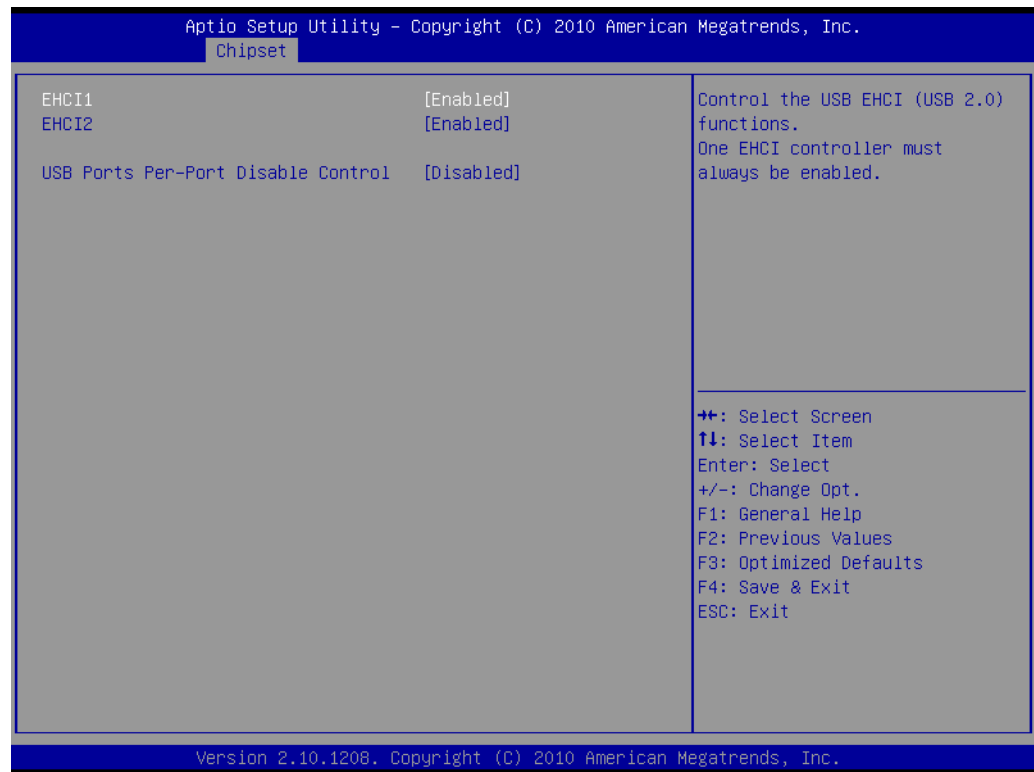 Aptio Setup Utility – Copyright (C) 2010 American Megatrends, Inc.
Chipset
EHCI1 [Enabled]
EHCI2 [Enabled]
USB Ports Per-Port Disable Control [Disabled]
Control the USB EHCI (USB 2.0)
functions.
One EHCI controller must
always be enabled.
→←: Select Screen
↑↓: Select Item
Enter: Select
+/-: Change Opt.
F1: General Help
F2: Previous Values
F3: Optimized Defaults
F4: Save & Exit
ESC: Exit
Version 2.10.1208. Copyright (C) 2010 American Megatrends, Inc.